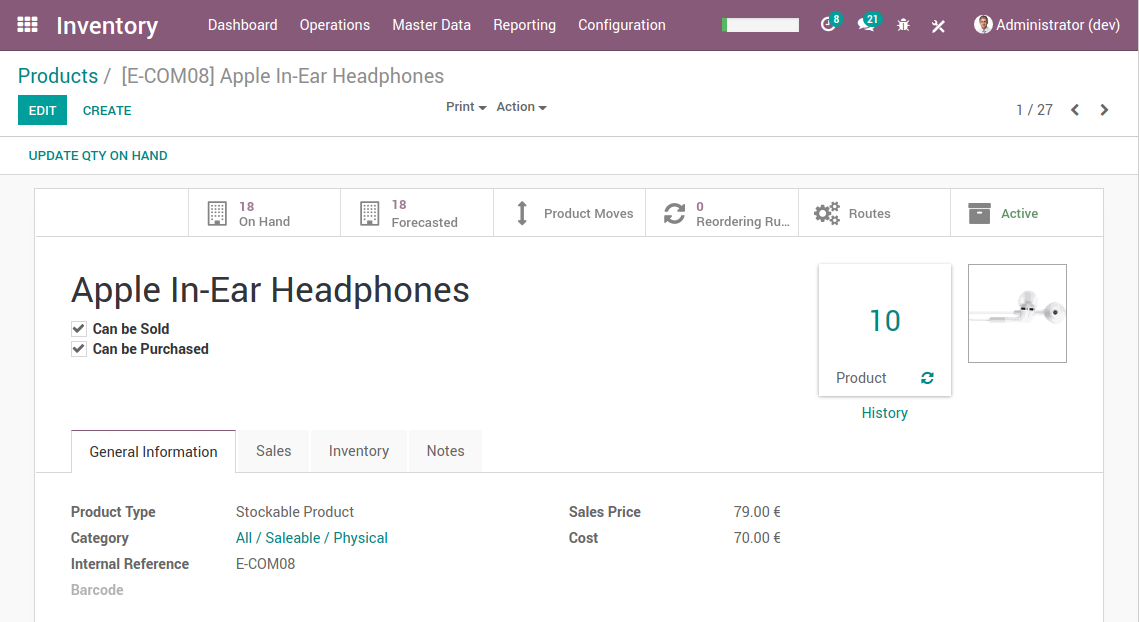 Inventory Dashboard Operations Master Data Reporting Configuration 8 21 Administrator (dev)
Products / [E-COM08] Apple In-Ear Headphones
EDIT CREATE Print Action 1 / 27
UPDATE QTY ON HAND
18 On Hand
18 Forecasted
Product Moves
0 Reordering Ru...
Routes
Active
Apple In-Ear Headphones
Can be Sold
Can be Purchased
10
Product
History
General Information Sales Inventory Notes
Product Type Stockable Product Sales Price 79.00 €
Category All / Saleable / Physical Cost 70.00 €
Internal Reference E-COM08
Barcode